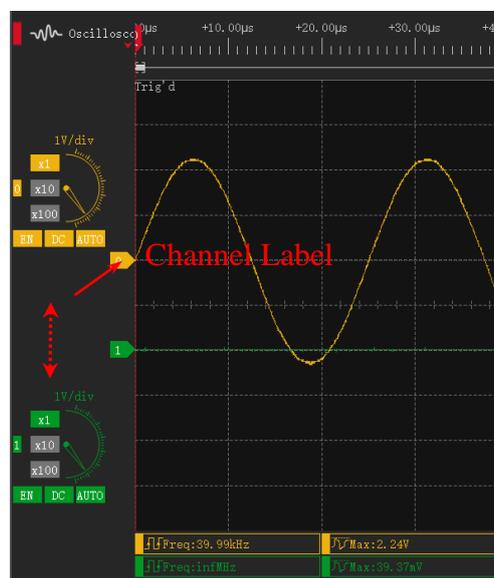 Oscillosco
0μs +10.00μs +20.00μs +30.00μs +4
Trig'd
1V/div
x1
0 x10
x100
EN DC AUTO
0 Channel Label
1
1V/div
x1
1 x10
x100
EN DC AUTO
Freq:39.99kHz Max:2.24V
Freq:infMHz Max:39.37mV